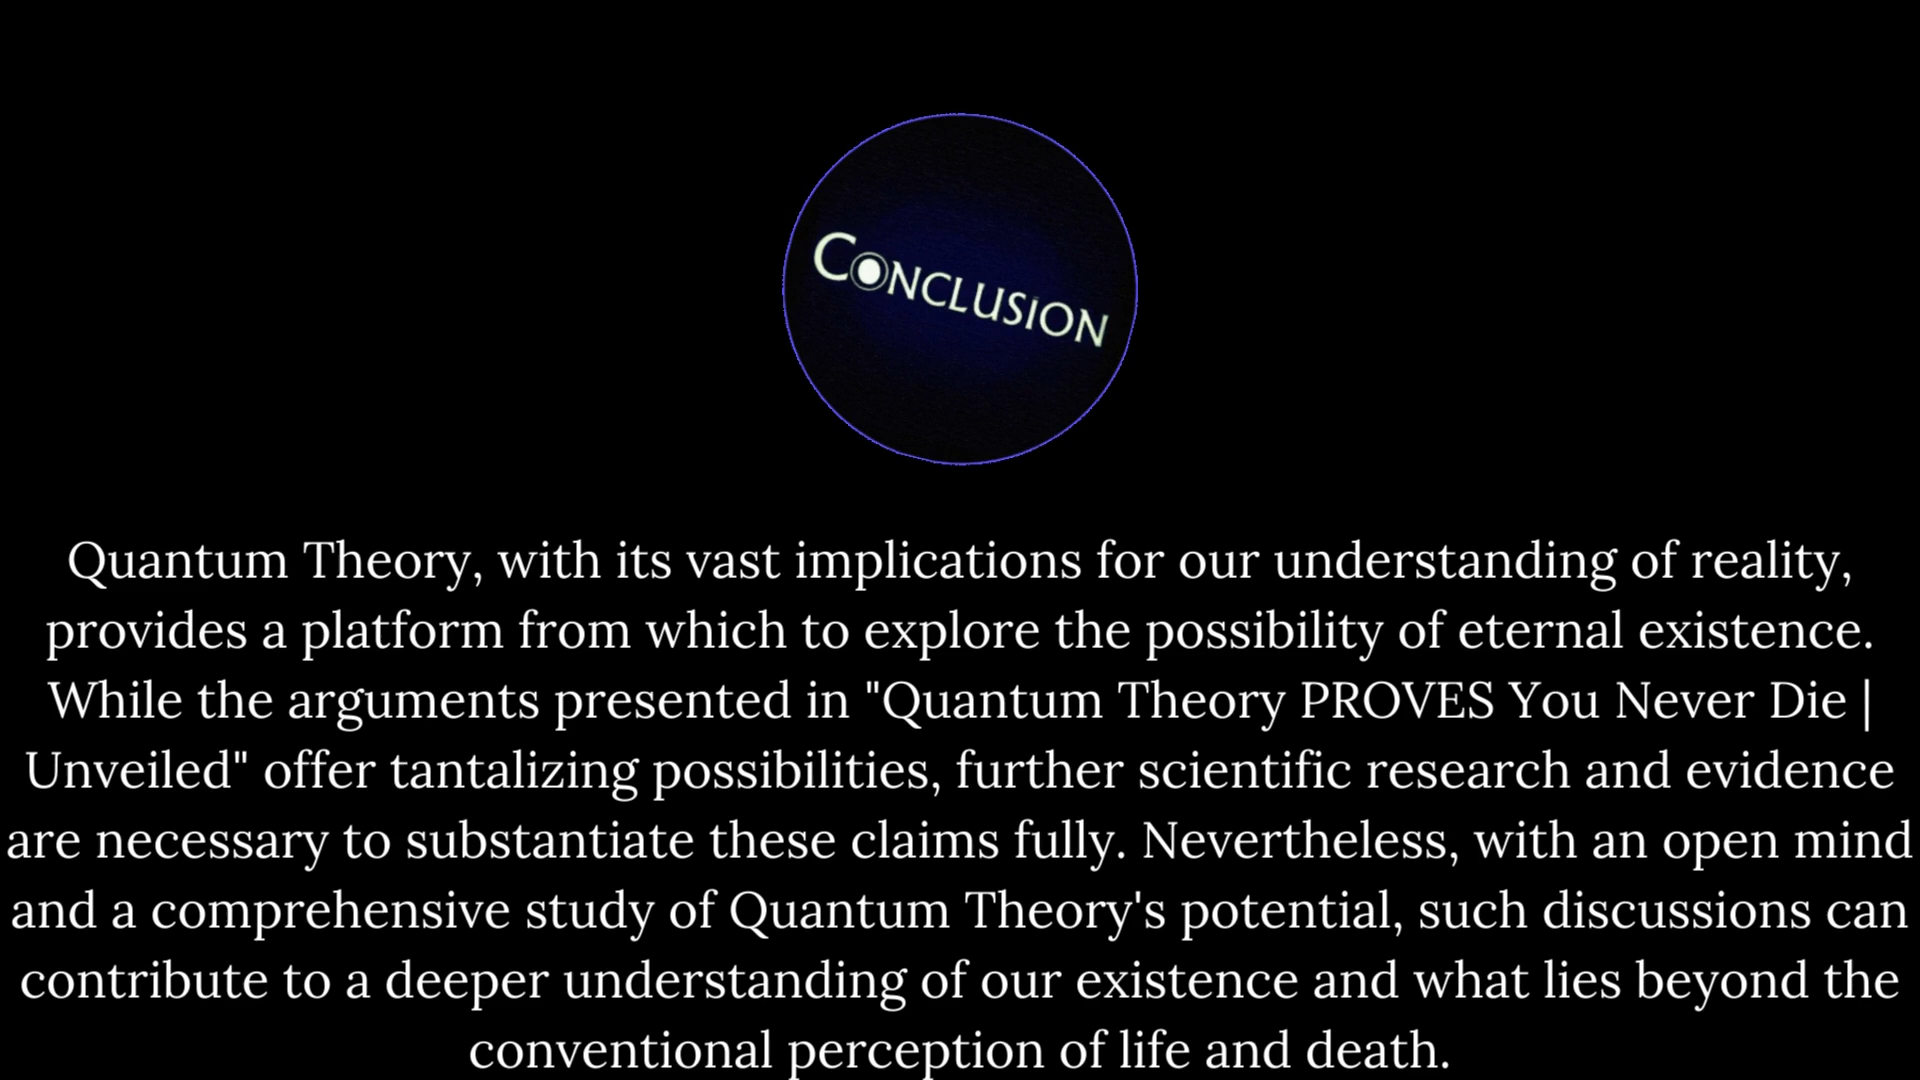 CONCLUSION
Quantum Theory, with its vast implications for our understanding of reality,
provides a platform from which to explore the possibility of eternal existence.
While the arguments presented in "Quantum Theory PROVES You Never Die |
Unveiled" offer tantalizing possibilities, further scientific research and evidence
are necessary to substantiate these claims fully. Nevertheless, with an open mind
and a comprehensive study of Quantum Theory's potential, such discussions can
contribute to a deeper understanding of our existence and what lies beyond the
conventional perception of life and death.